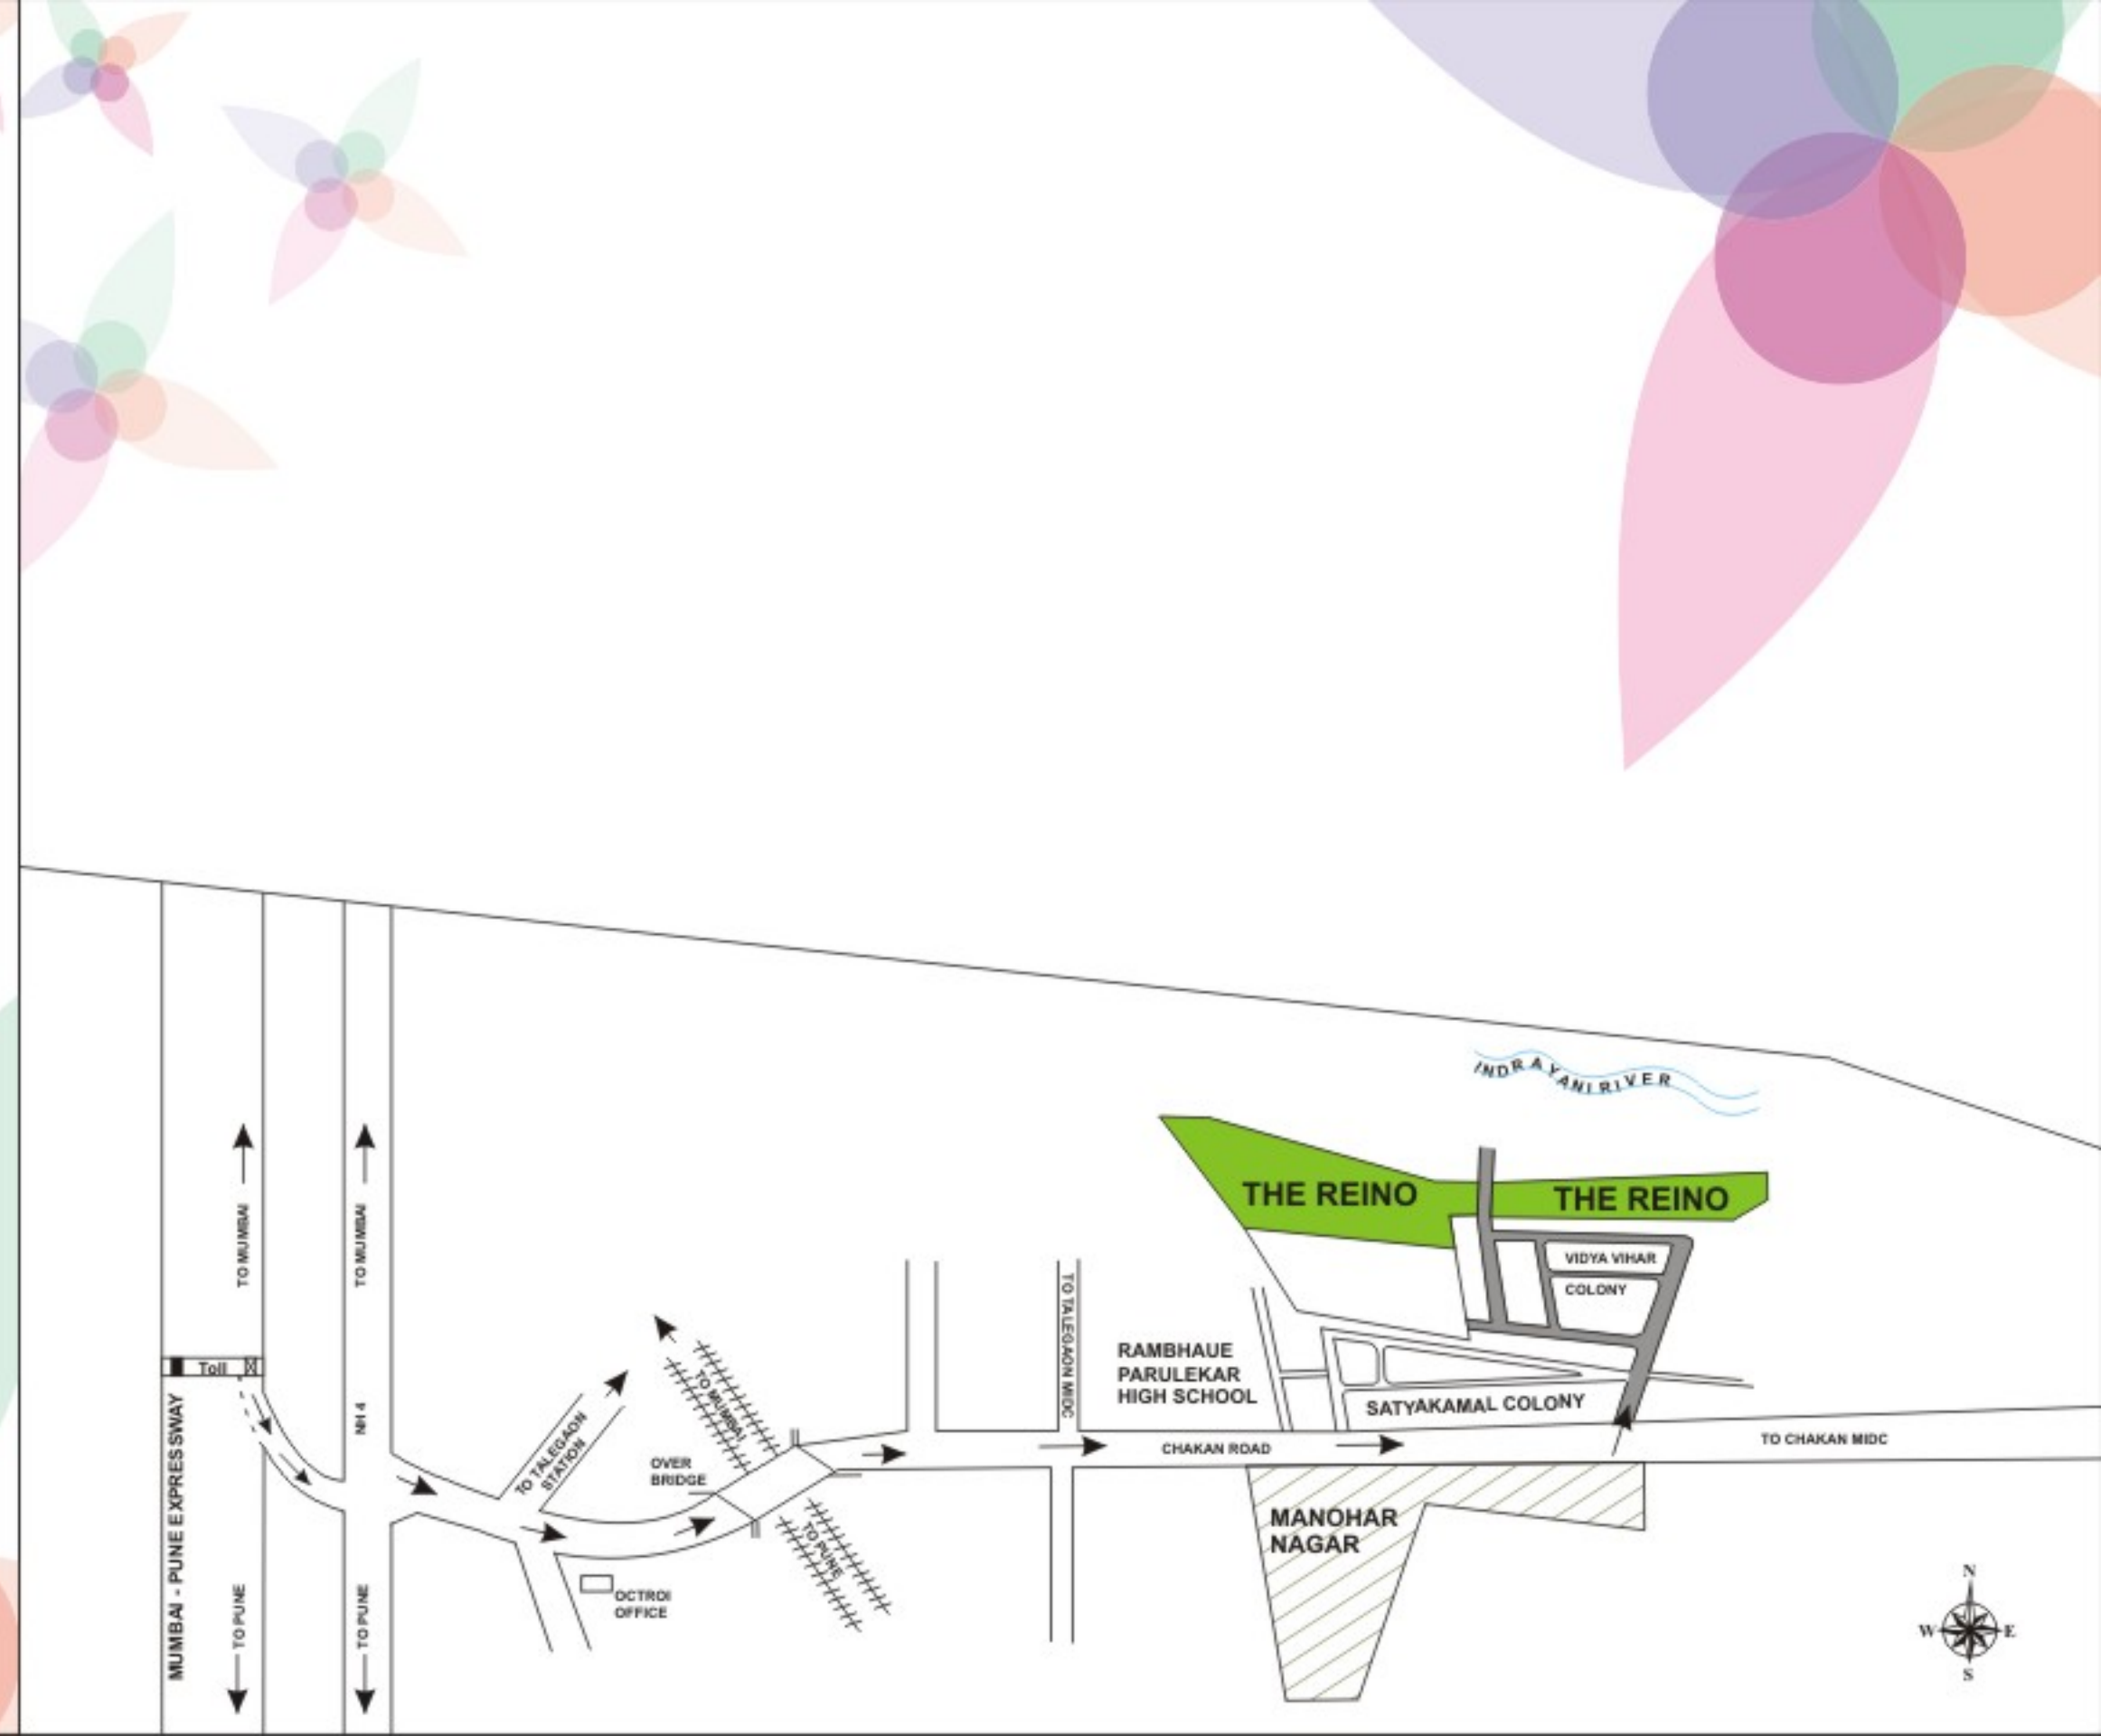 INDRAYANI RIVER
THE REINO
THE REINO
VIDYA VIHAR
COLONY
TO MUMBAI
TO MUMBAI
TO TALEGAON MIDC
RAMBHAUE
PARULEKAR
HIGH SCHOOL
Toll
SATYAKAMAL COLONY
MUMBAI - PUNE EXPRESSWAY
NH 4
TO TALEGAON
STATION
TO MUMBAI
OVER
BRIDGE
CHAKAN ROAD
TO CHAKAN MIDC
MANOHAR
NAGAR
TO PUNE
OCTROI
OFFICE
TO PUNE
TO PUNE
N
W
E
S